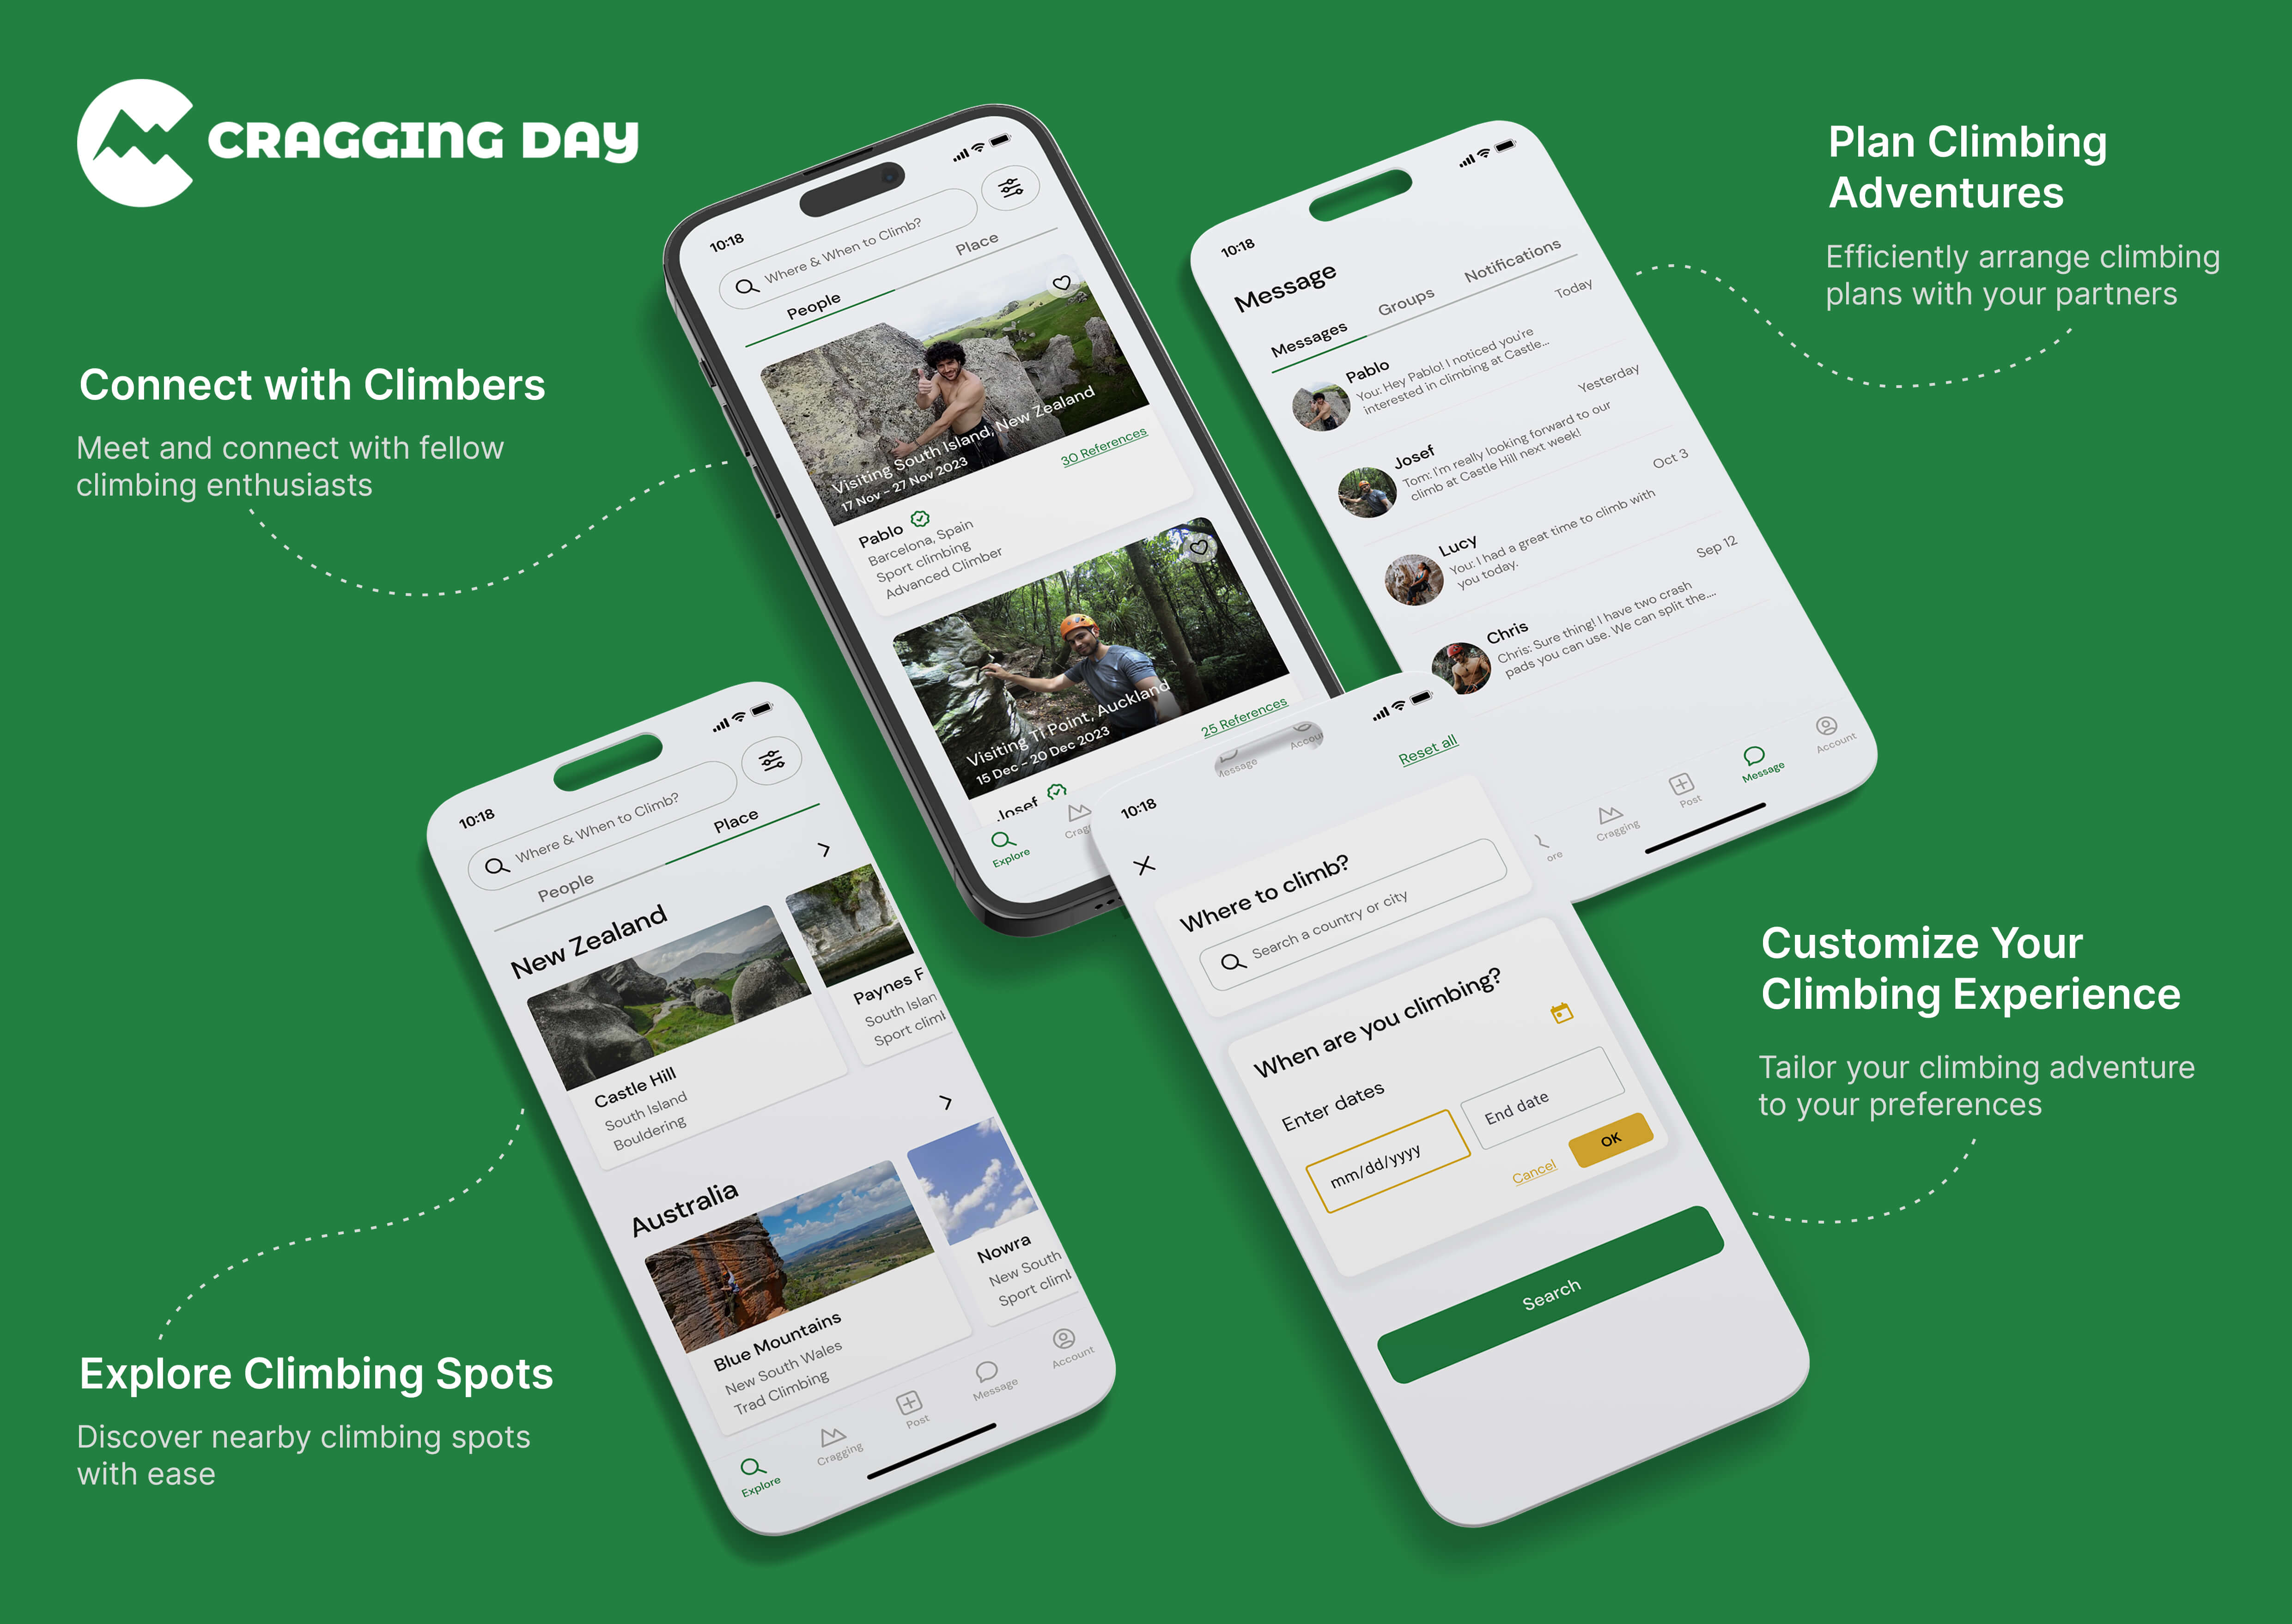 CRAGGING DAY
Connect with Climbers
Meet and connect with fellow
climbing enthusiasts
10:18
Where & When to Climb?
People
Place
Visiting South Island, New Zealand
17 Nov - 27 Nov 2023
30 References
Pablo
Barcelona, Spain
Sport climbing
Advanced Climber
Visiting Ti Point, Auckland
15 Dec - 20 Dec 2023
25 References
Josef
Explore
Crag
Message
Accou
10:18
Message
Messages
Groups
Notifications
Today
Pablo
You: Hey Pablo! I noticed you're
interested in climbing at Castle...
Yesterday
Josef
Tom: I'm really looking forward to our
climb at Castle Hill next week!
Oct 3
Lucy
You: I had a great time to climb with
you today.
Sep 12
Chris
Chris: Sure thing! I have two crash
pads you can use. We can split the....
ore
Cragging
Post
Message
Account
Plan Climbing
Adventures
Efficiently arrange climbing
plans with your partners
10:18
Where & When to Climb?
People
Place
New Zealand
Castle Hill
South Island
Bouldering
Paynes F
South Islan
Sport climb
Australia
Blue Mountains
New South Wales
Trad Climbing
Nowra
New South
Sport climb
Explore
Cragging
Post
Message
Account
10:18
Reset all
Where to climb?
Search a country or city
When are you climbing?
Enter dates
mm/dd/yyyy
End date
Cancel
OK
Search
Customize Your
Climbing Experience
Tailor your climbing adventure
to your preferences
Explore Climbing Spots
Discover nearby climbing spots
with ease